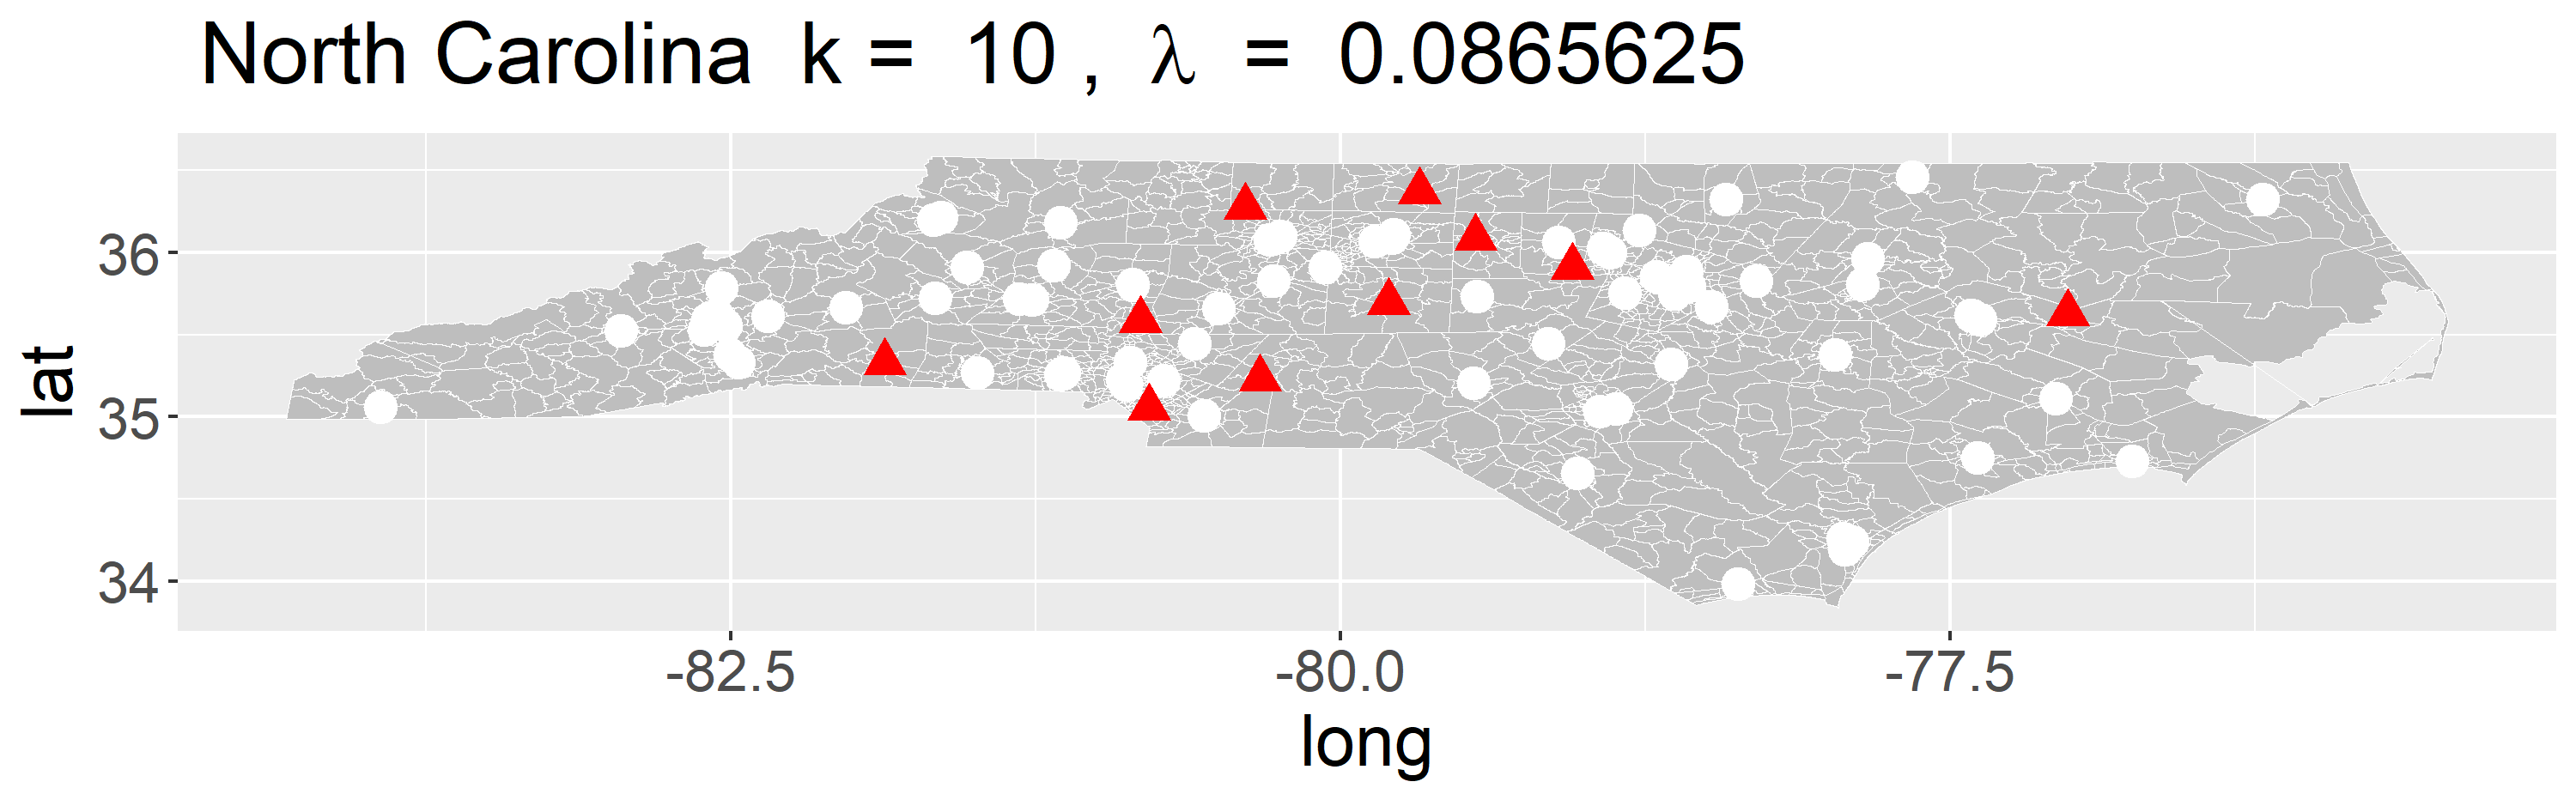 North Carolina k = 10 , λ = 0.0865625
36
35
34
lat
-82.5 -80.0 -77.5
long